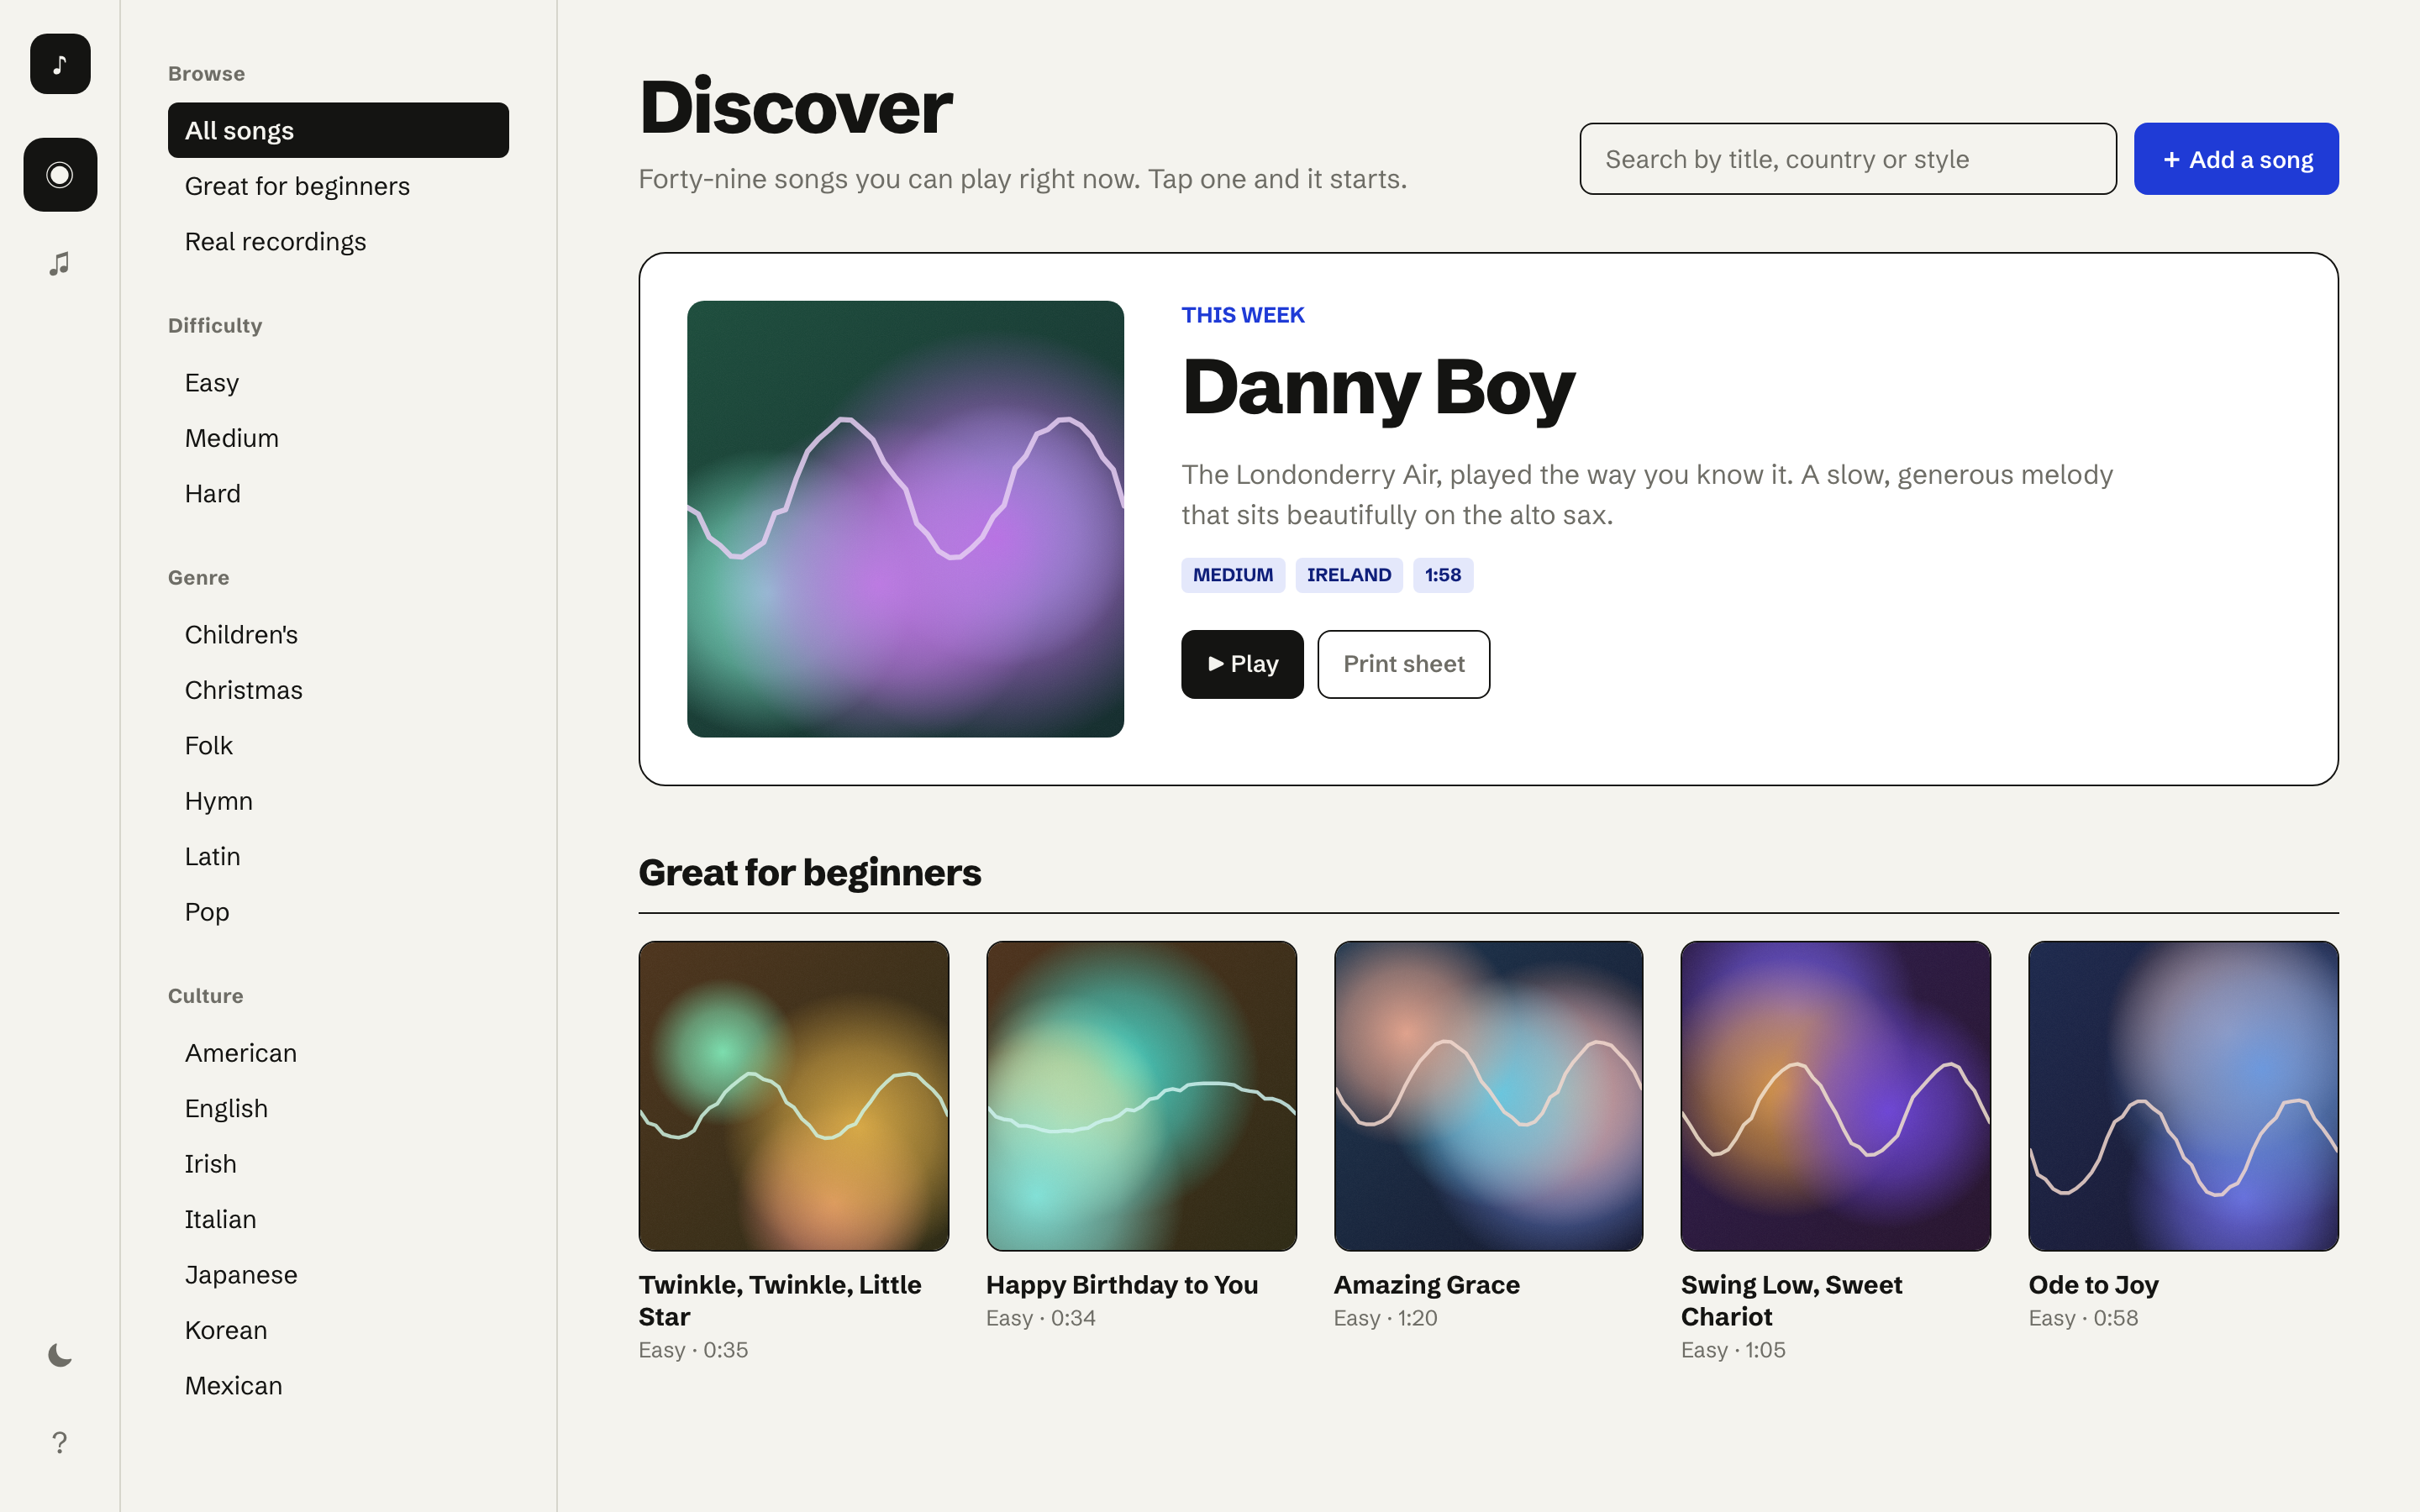 Browse
All songs
Great for beginners
Real recordings
Difficulty
Easy
Medium
Hard
Genre
Children's
Christmas
Folk
Hymn
Latin
Pop
Culture
American
English
Irish
Italian
Japanese
Korean
Mexican
?
Discover
Forty-nine songs you can play right now. Tap one and it starts.
Search by title, country or style
+ Add a song
THIS WEEK
Danny Boy
The Londonderry Air, played the way you know it. A slow, generous melody
that sits beautifully on the alto sax.
MEDIUM IRELAND 1:58
Play
Print sheet
Great for beginners
Twinkle, Twinkle, Little
Star
Easy · 0:35
Happy Birthday to You
Easy · 0:34
Amazing Grace
Easy · 1:20
Swing Low, Sweet
Chariot
Easy · 1:05
Ode to Joy
Easy · 0:58